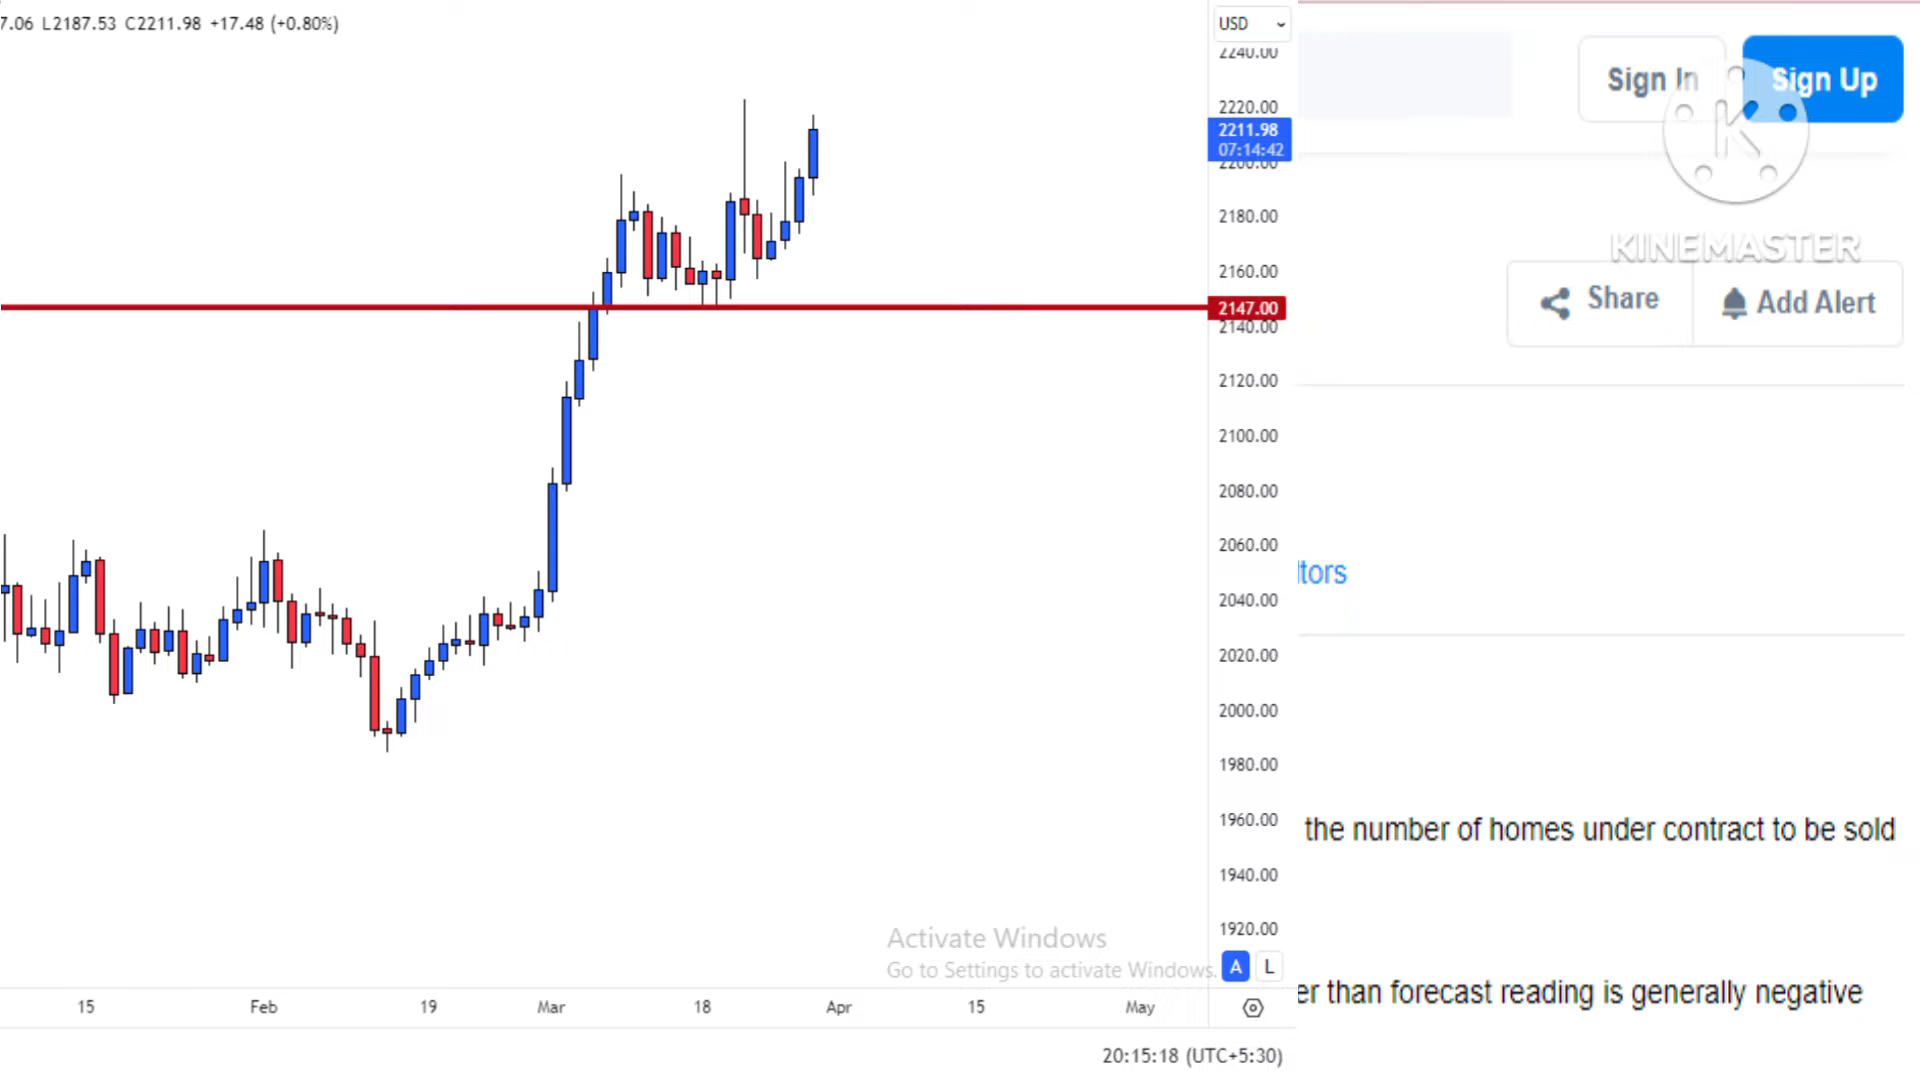 7.06 L2187.53 C2211.98 +17.48 (+0.80%)
USD
2240.00
2220.00
2211.98
07:14:42
2200.00
2180.00
2160.00
2147.00
2140.00
2120.00
2100.00
2080.00
2060.00
2040.00
2020.00
2000.00
1980.00
1960.00
1940.00
1920.00
A L
15 Feb 19 Mar 18 Apr 15 May
20:15:18 (UTC+5:30)
Activate Windows
Go to Settings to activate Windows.
Sign In Sign Up
K
KINEMASTER
Share Add Alert
ltors
the number of homes under contract to be sold
er than forecast reading is generally negative